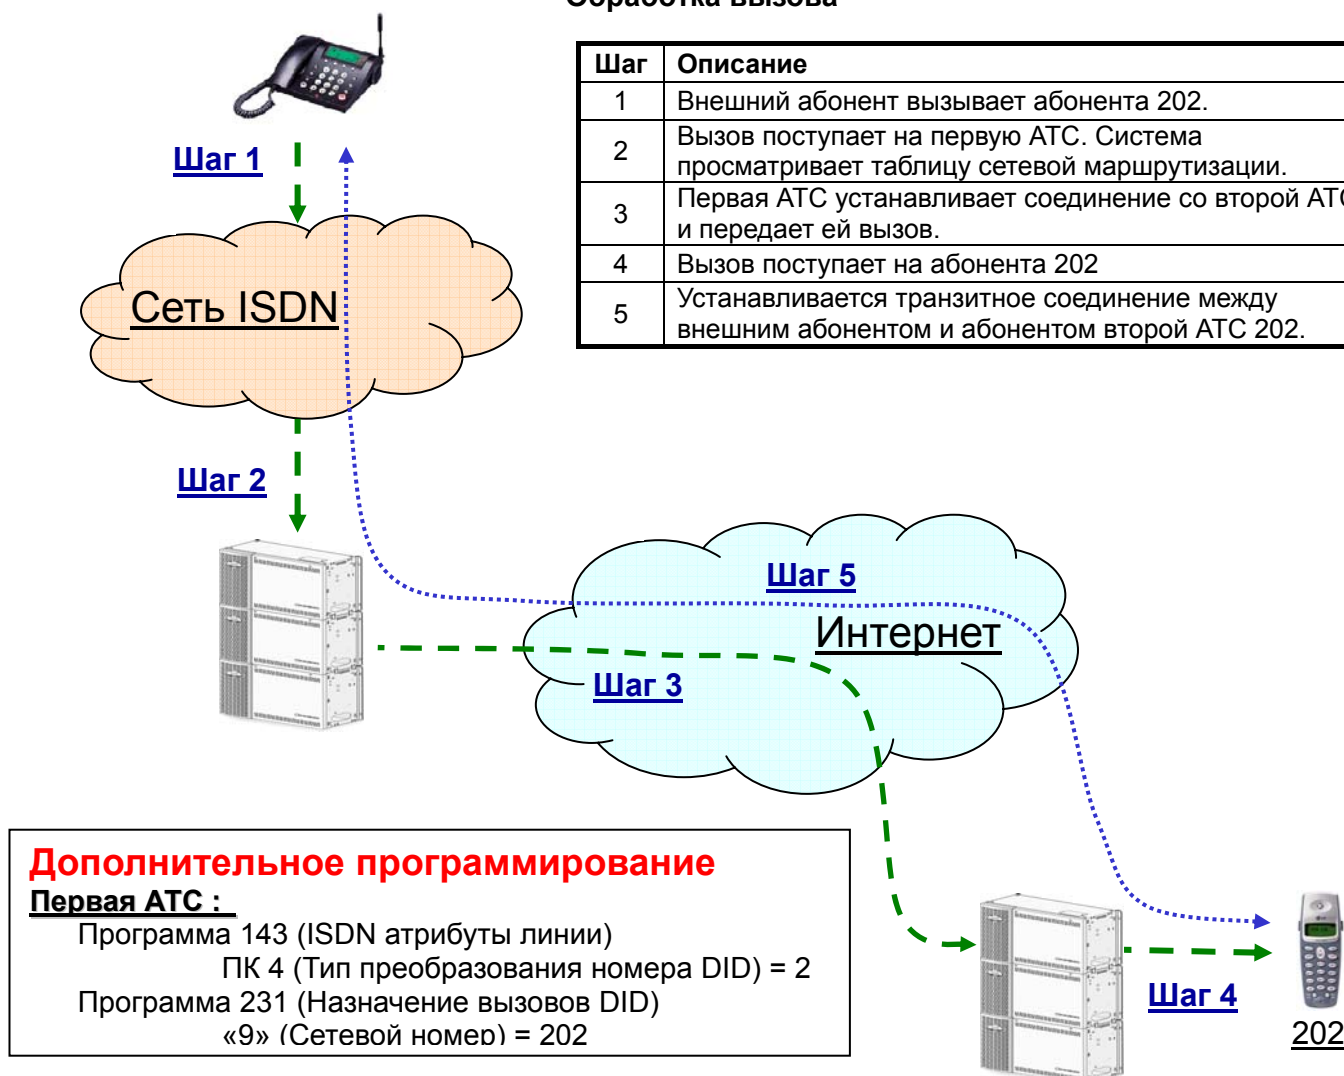 Обработка вызова
Шаг Описание
1 Внешний абонент вызывает абонента 202.
2 Вызов поступает на первую АТС. Система
просматривает таблицу сетевой маршрутизации.
3 Первая АТС устанавливает соединение со второй АТС
и передает ей вызов.
4 Вызов поступает на абонента 202
5 Устанавливается транзитное соединение между
внешним абонентом и абонентом второй АТС 202.
Шаг 1
Сеть ISDN
Шаг 2
Шаг 5
Интернет
Шаг 3
Дополнительное программирование
Первая АТС :
Программа 143 (ISDN атрибуты линии)
ПК 4 (Тип преобразования номера DID) = 2
Программа 231 (Назначение вызовов DID)
«9» (Сетевой номер) = 202
Шаг 4
202